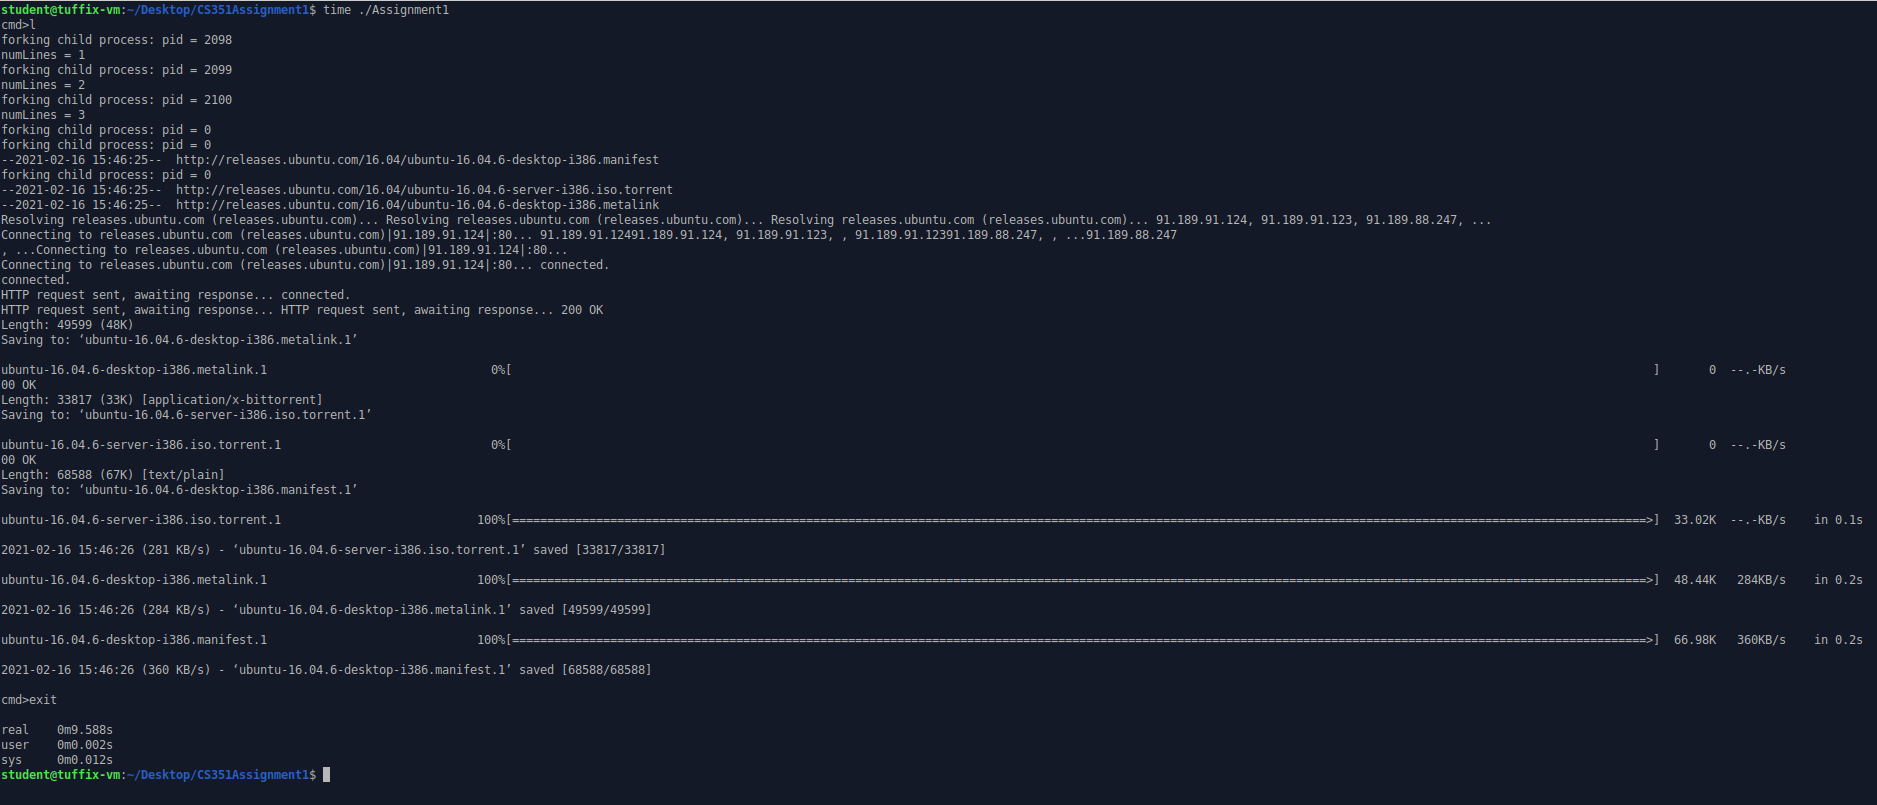 student@tuffix-vm:~/Desktop/CS351Assignment1$ time ./Assignment1
cmd>l
forking child process: pid = 2098
numLines = 1
forking child process: pid = 2099
numLines = 2
forking child process: pid = 2100
numLines = 3
forking child process: pid = 0
forking child process: pid = 0
--2021-02-16 15:46:25--  http://releases.ubuntu.com/16.04/ubuntu-16.04.6-desktop-i386.manifest
forking child process: pid = 0
--2021-02-16 15:46:25--  http://releases.ubuntu.com/16.04/ubuntu-16.04.6-server-i386.iso.torrent
--2021-02-16 15:46:25--  http://releases.ubuntu.com/16.04/ubuntu-16.04.6-desktop-i386.metalink
Resolving releases.ubuntu.com (releases.ubuntu.com)... Resolving releases.ubuntu.com (releases.ubuntu.com)... Resolving releases.ubuntu.com (releases.ubuntu.com)... 91.189.91.124, 91.189.91.123, 91.189.88.247, ...
Connecting to releases.ubuntu.com (releases.ubuntu.com)|91.189.91.124|:80... 91.189.91.12491.189.91.124, 91.189.91.123, , 91.189.91.12391.189.88.247, , ...91.189.88.247
, ...Connecting to releases.ubuntu.com (releases.ubuntu.com)|91.189.91.124|:80...
Connecting to releases.ubuntu.com (releases.ubuntu.com)|91.189.91.124|:80... connected.
connected.
HTTP request sent, awaiting response... connected.
HTTP request sent, awaiting response... HTTP request sent, awaiting response... 200 OK
Length: 49599 (48K)
Saving to: ‘ubuntu-16.04.6-desktop-i386.metalink.1’
ubuntu-16.04.6-desktop-i386.metalink.1 0%[ ] 0 --.-KB/s
00 OK
Length: 33817 (33K) [application/x-bittorrent]
Saving to: ‘ubuntu-16.04.6-server-i386.iso.torrent.1’
ubuntu-16.04.6-server-i386.iso.torrent.1 0%[ ] 0 --.-KB/s
00 OK
Length: 68588 (67K) [text/plain]
Saving to: ‘ubuntu-16.04.6-desktop-i386.manifest.1’
ubuntu-16.04.6-server-i386.iso.torrent.1 100%[===================>] 33.02K --.-KB/s in 0.1s
2021-02-16 15:46:26 (281 KB/s) - ‘ubuntu-16.04.6-server-i386.iso.torrent.1’ saved [33817/33817]
ubuntu-16.04.6-desktop-i386.metalink.1 100%[===================>] 48.44K 284KB/s in 0.2s
2021-02-16 15:46:26 (284 KB/s) - ‘ubuntu-16.04.6-desktop-i386.metalink.1’ saved [49599/49599]
ubuntu-16.04.6-desktop-i386.manifest.1 100%[===================>] 66.98K 360KB/s in 0.2s
2021-02-16 15:46:26 (360 KB/s) - ‘ubuntu-16.04.6-desktop-i386.manifest.1’ saved [68588/68588]
cmd>exit
real 0m9.588s
user 0m0.002s
sys 0m0.012s
student@tuffix-vm:~/Desktop/CS351Assignment1$